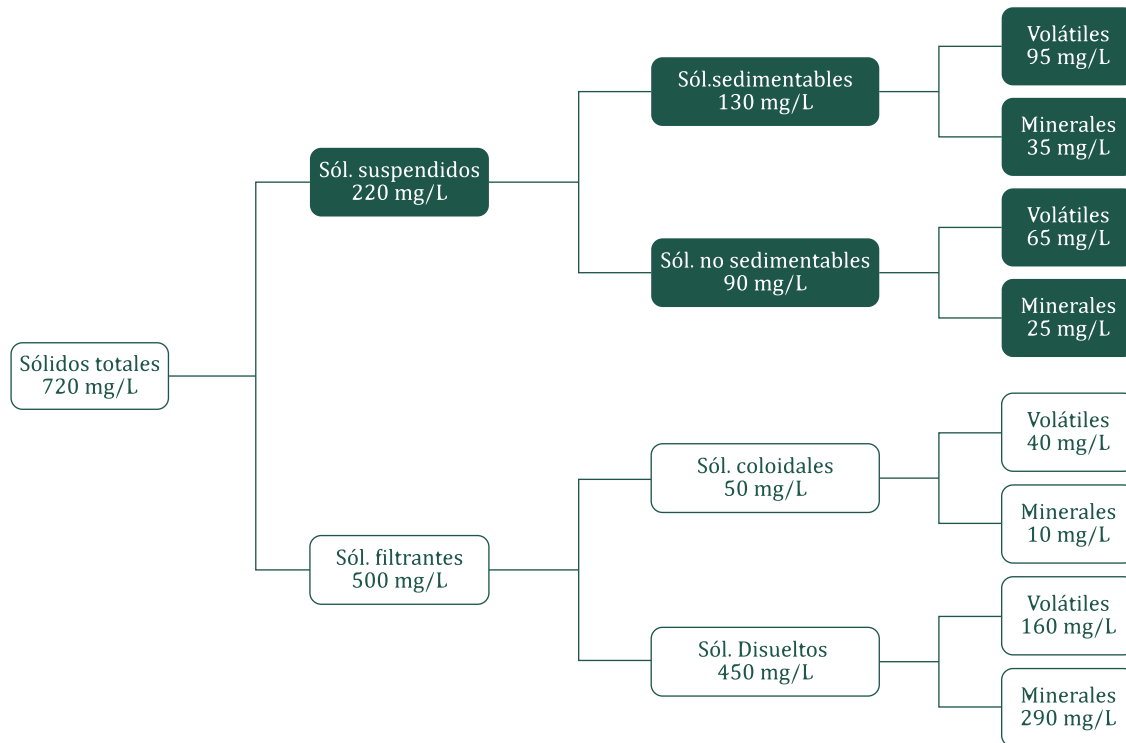 Sólidos totales
720 mg/L
Sól. suspendidos
220 mg/L
Sól.sedimentables
130 mg/L
Volátiles
95 mg/L
Minerales
35 mg/L
Sól. no sedimentables
90 mg/L
Volátiles
65 mg/L
Minerales
25 mg/L
Sól. filtrantes
500 mg/L
Sól. coloidales
50 mg/L
Volátiles
40 mg/L
Minerales
10 mg/L
Sól. Disueltos
450 mg/L
Volátiles
160 mg/L
Minerales
290 mg/L